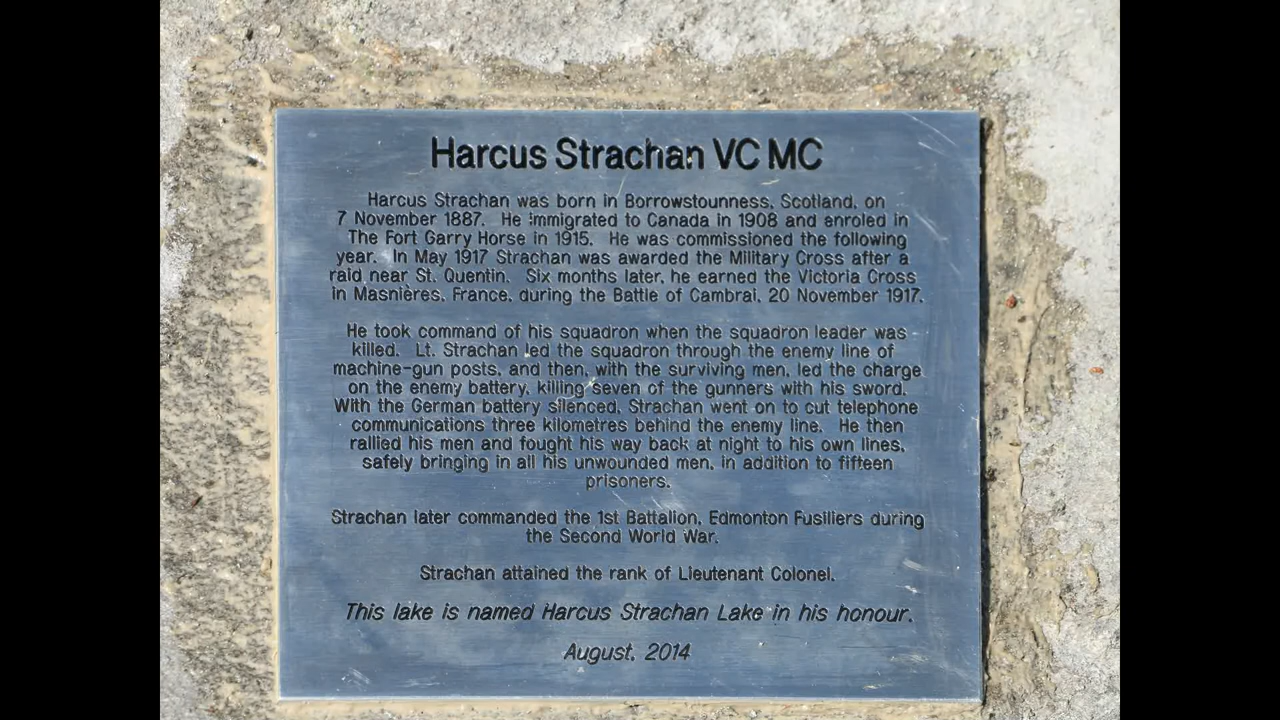 Harcus Strachan VC MC
Harcus Strachan was born in Borrowstounness, Scotland, on
7 November 1887. He immigrated to Canada in 1908 and enroled in
The Fort Garry Horse in 1915. He was commissioned the following
year. In May 1917 Strachan was awarded the Military Cross after a
raid near St. Quentin. Six months later, he earned the Victoria Cross
in Masnières, France, during the Battle of Cambrai, 20 November 1917.
He took command of his squadron when the squadron leader was
killed. Lt. Strachan led the squadron through the enemy line of
machine-gun posts, and then, with the surviving men, led the charge
on the enemy battery, killing seven of the gunners with his sword.
With the German battery silenced, Strachan went on to cut telephone
communications three kilometres behind the enemy line. He then
rallied his men and fought his way back at night to his own lines,
safely bringing in all his unwounded men, in addition to fifteen
prisoners.
Strachan later commanded the 1st Battalion, Edmonton Fusiliers during
the Second World War.
Strachan attained the rank of Lieutenant Colonel.
This lake is named Harcus Strachan Lake in his honour.
August, 2014